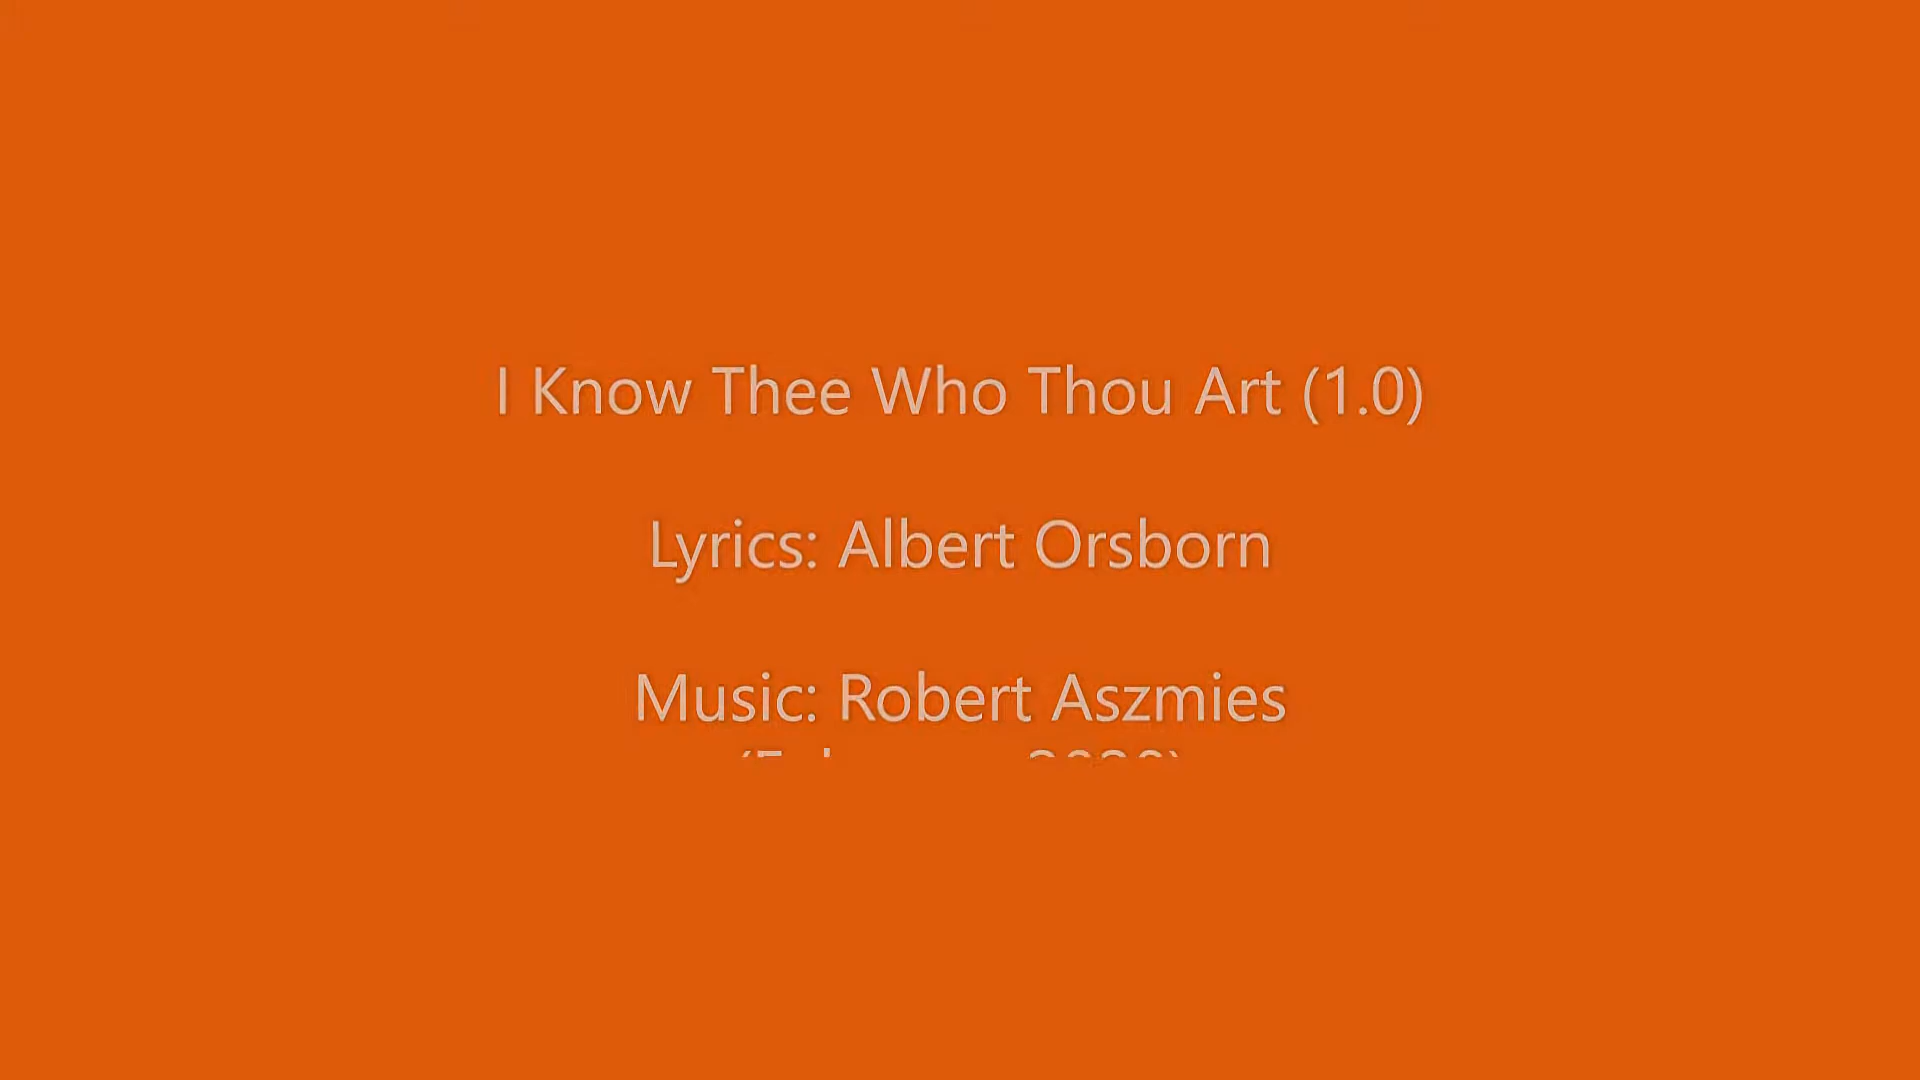 I Know Thee Who Thou Art (1.0)
Lyrics: Albert Orsborn
Music: Robert Aszmies